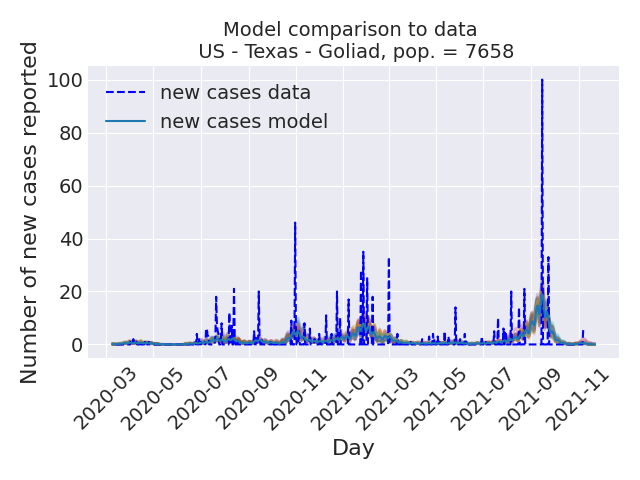 Model comparison to data
US - Texas - Goliad, pop. = 7658
Number of new cases reported
100
80
60
40
20
0
new cases data
new cases model
2020-03
2020-05
2020-07
2020-09
2020-11
2021-01
2021-03
2021-05
2021-07
2021-09
2021-11
Day